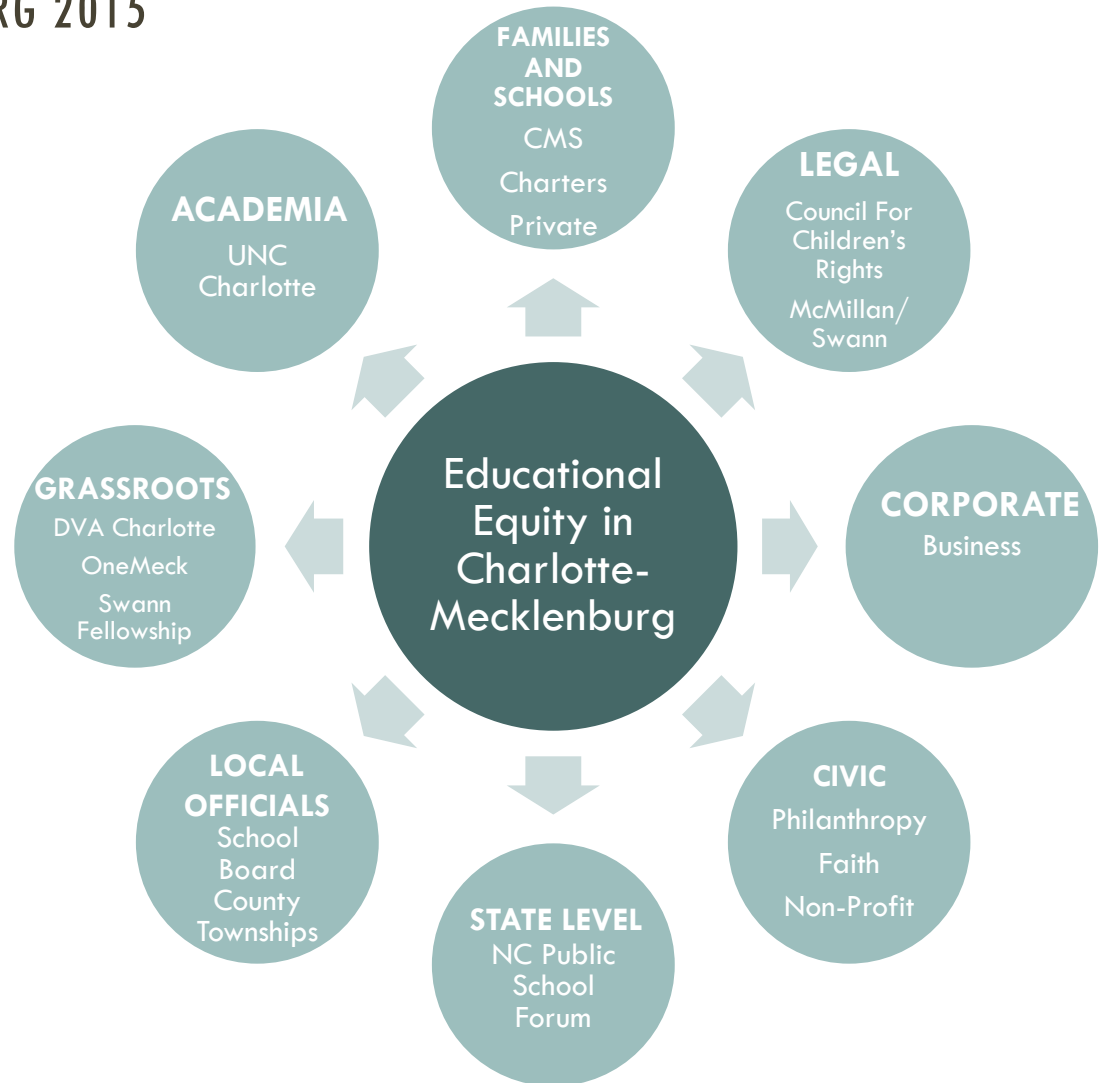 RG 2015
FAMILIES
AND
SCHOOLS
CMS
Charters
Private
LEGAL
Council For
Children's
Rights
McMillan/
Swann
CORPORATE
Business
CIVIC
Philanthropy
Faith
Non-Profit
STATE LEVEL
NC Public
School
Forum
LOCAL
OFFICIALS
School
Board
County
Townships
GRASSROOTS
DVA Charlotte
OneMeck
Swann
Fellowship
ACADEMIA
UNC
Charlotte
Educational
Equity in
Charlotte-
Mecklenburg